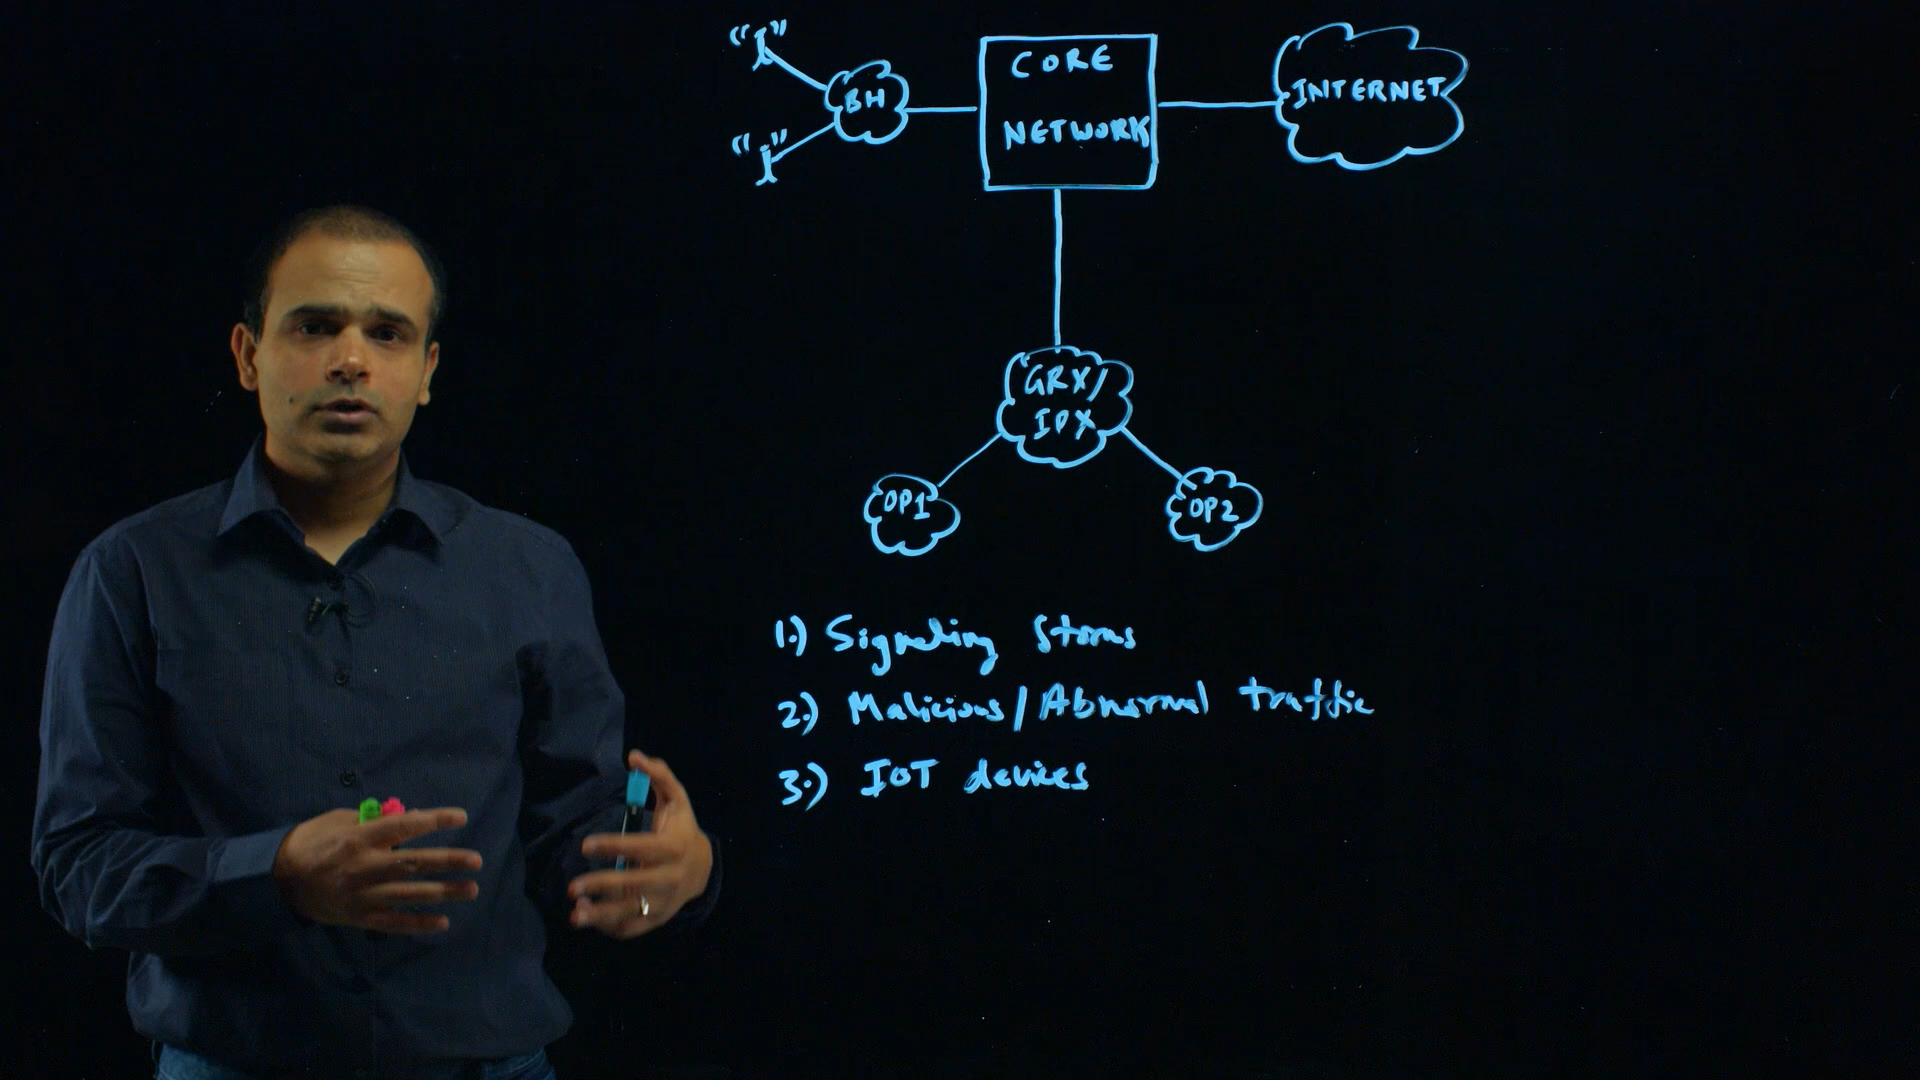 BH
CORE
NETWORK
INTERNET
GRX/
IPX
OP1
OP2
1.) Signaling Storms
2.) Malicious/Abnormal traffic
3.) IOT devices